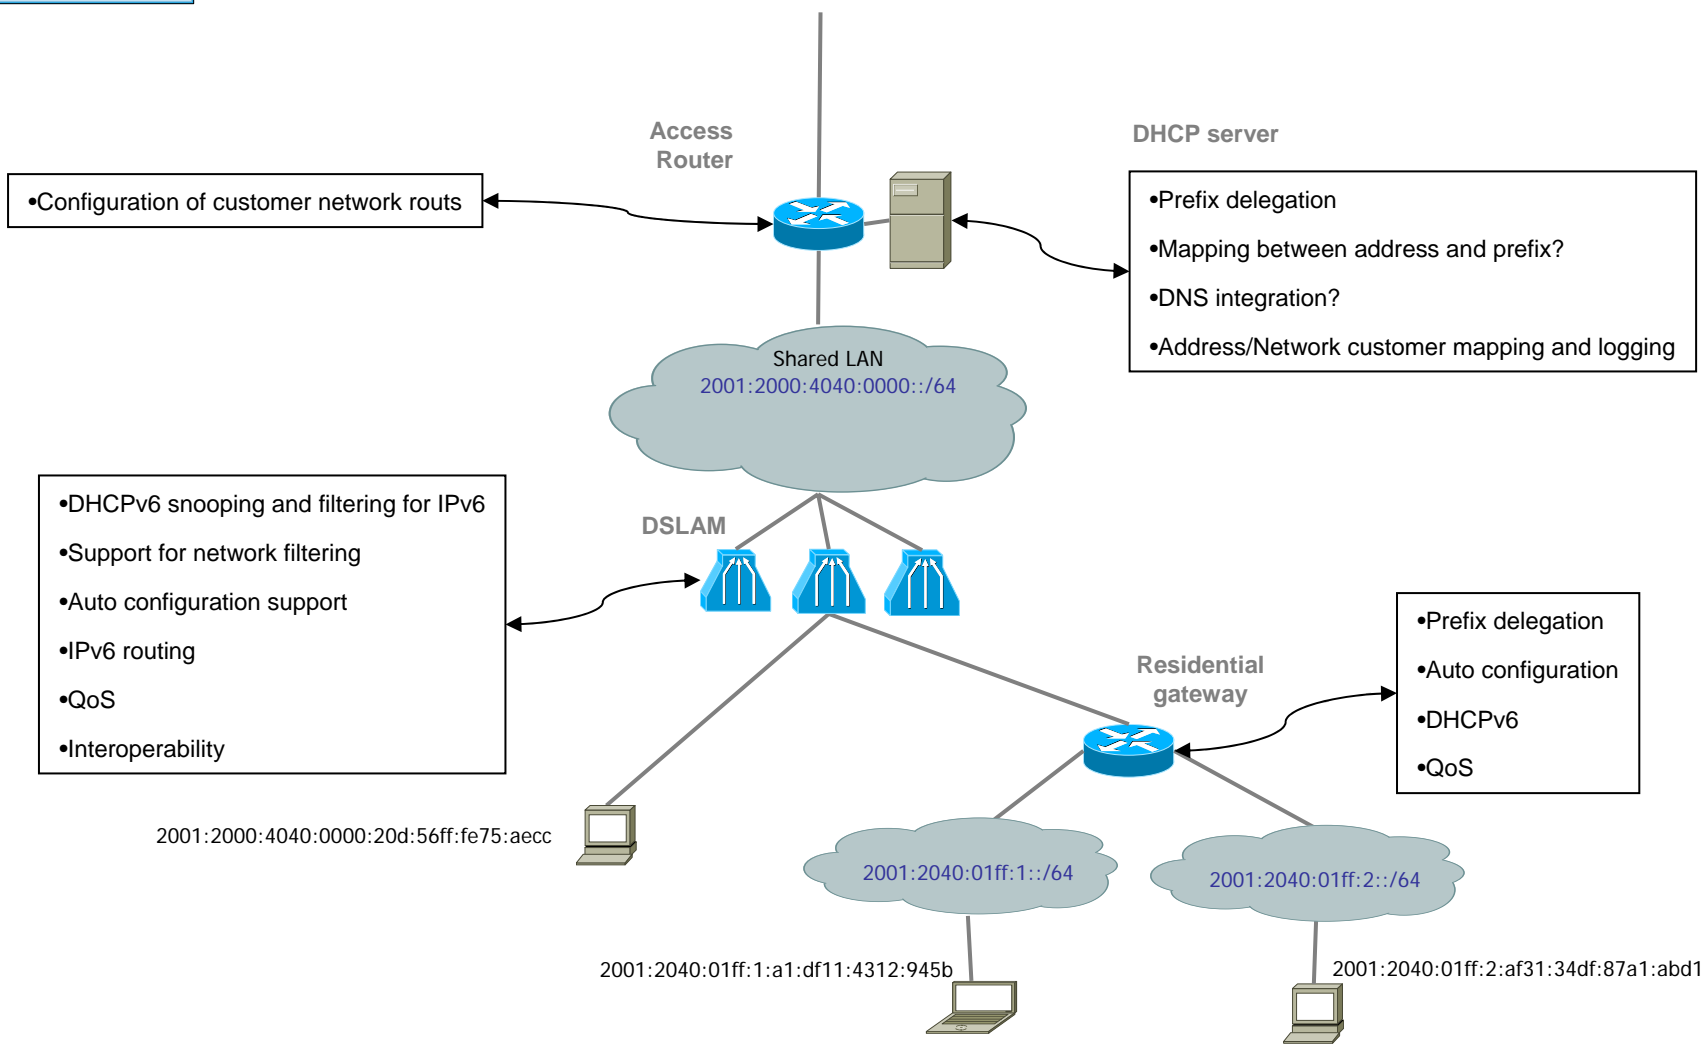 Access
Router
DHCP server
•Configuration of customer network routs
•Prefix delegation
•Mapping between address and prefix?
•DNS integration?
•Address/Network customer mapping and logging
Shared LAN
2001:2000:4040:0000::/64
•DHCPv6 snooping and filtering for IPv6
•Support for network filtering
•Auto configuration support
•IPv6 routing
•QoS
•Interoperability
DSLAM
Residential
gateway
•Prefix delegation
•Auto configuration
•DHCPv6
•QoS
2001:2000:4040:0000:20d:56ff:fe75:aecc
2001:2040:01ff:1::/64
2001:2040:01ff:2::/64
2001:2040:01ff:1:a1:df11:4312:945b
2001:2040:01ff:2:af31:34df:87a1:abd1